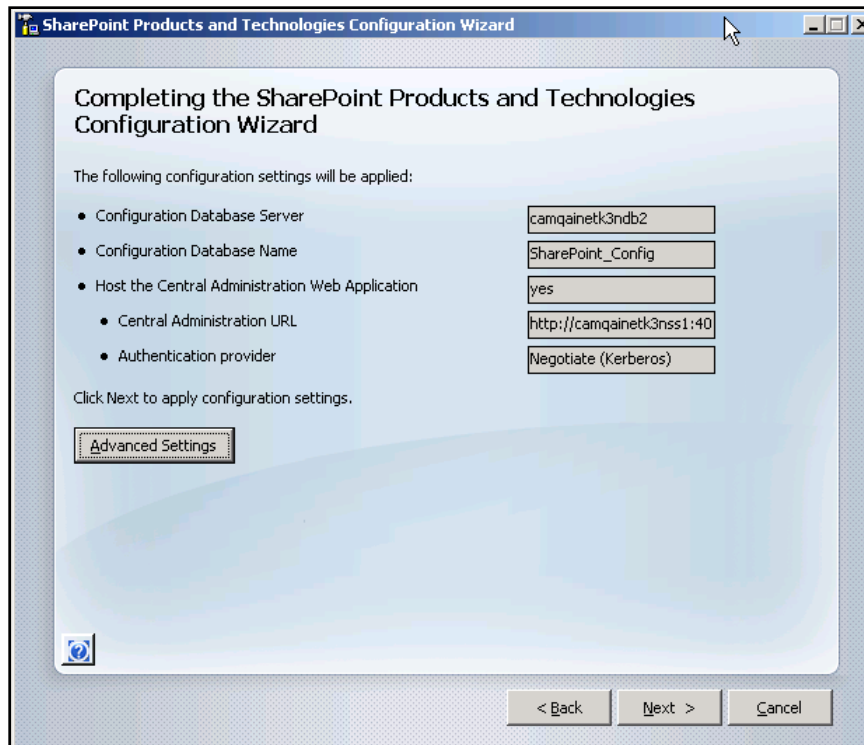 SharePoint Products and Technologies Configuration Wizard
Completing the SharePoint Products and Technologies
Configuration Wizard
The following configuration settings will be applied:
• Configuration Database Server camqainetk3ndb2
• Configuration Database Name SharePoint_Config
• Host the Central Administration Web Application yes
• Central Administration URL http://camqainetk3nss1:40
• Authentication provider Negotiate (Kerberos)
Click Next to apply configuration settings.
Advanced Settings
< Back Next > Cancel